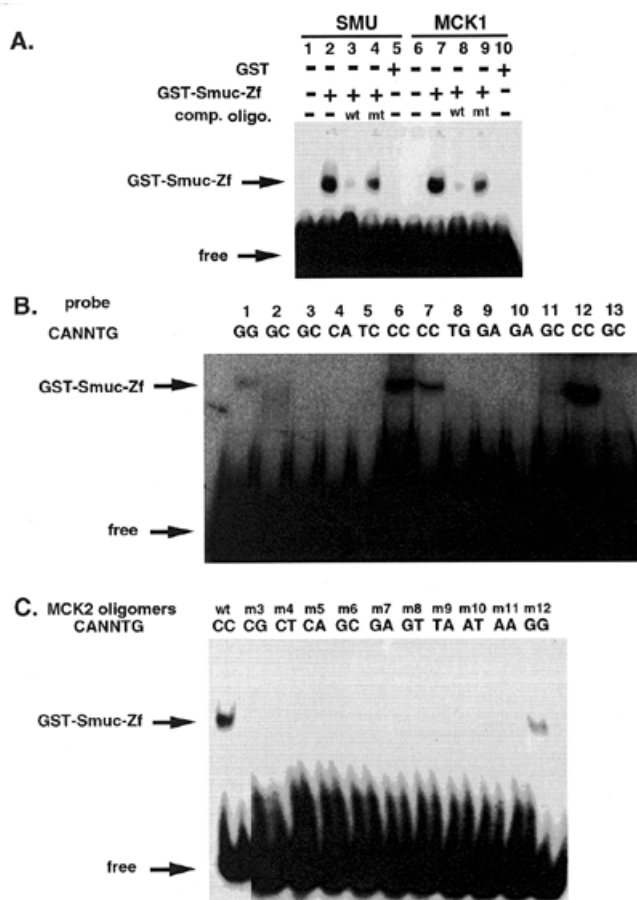 A.
SMU MCK1
1 2 3 4 5 6 7 8 9 10
GST - - - - + - - - - +
GST-Smuc-Zf - + + + - - + + + -
comp. oligo. - - wt mt - - - wt mt -
GST-Smuc-Zf
free
B.
probe 1 2 3 4 5 6 7 8 9 10 11 12 13
CANNTG GG GC GC CA TC CC CC TG GA GA GC CC GC
GST-Smuc-Zf
free
C. MCK2 oligomers wt m3 m4 m5 m6 m7 m8 m9 m10 m11 m12
CANNTG CC CG CT CA GC GA GT TA AT AA GG
GST-Smuc-Zf
free